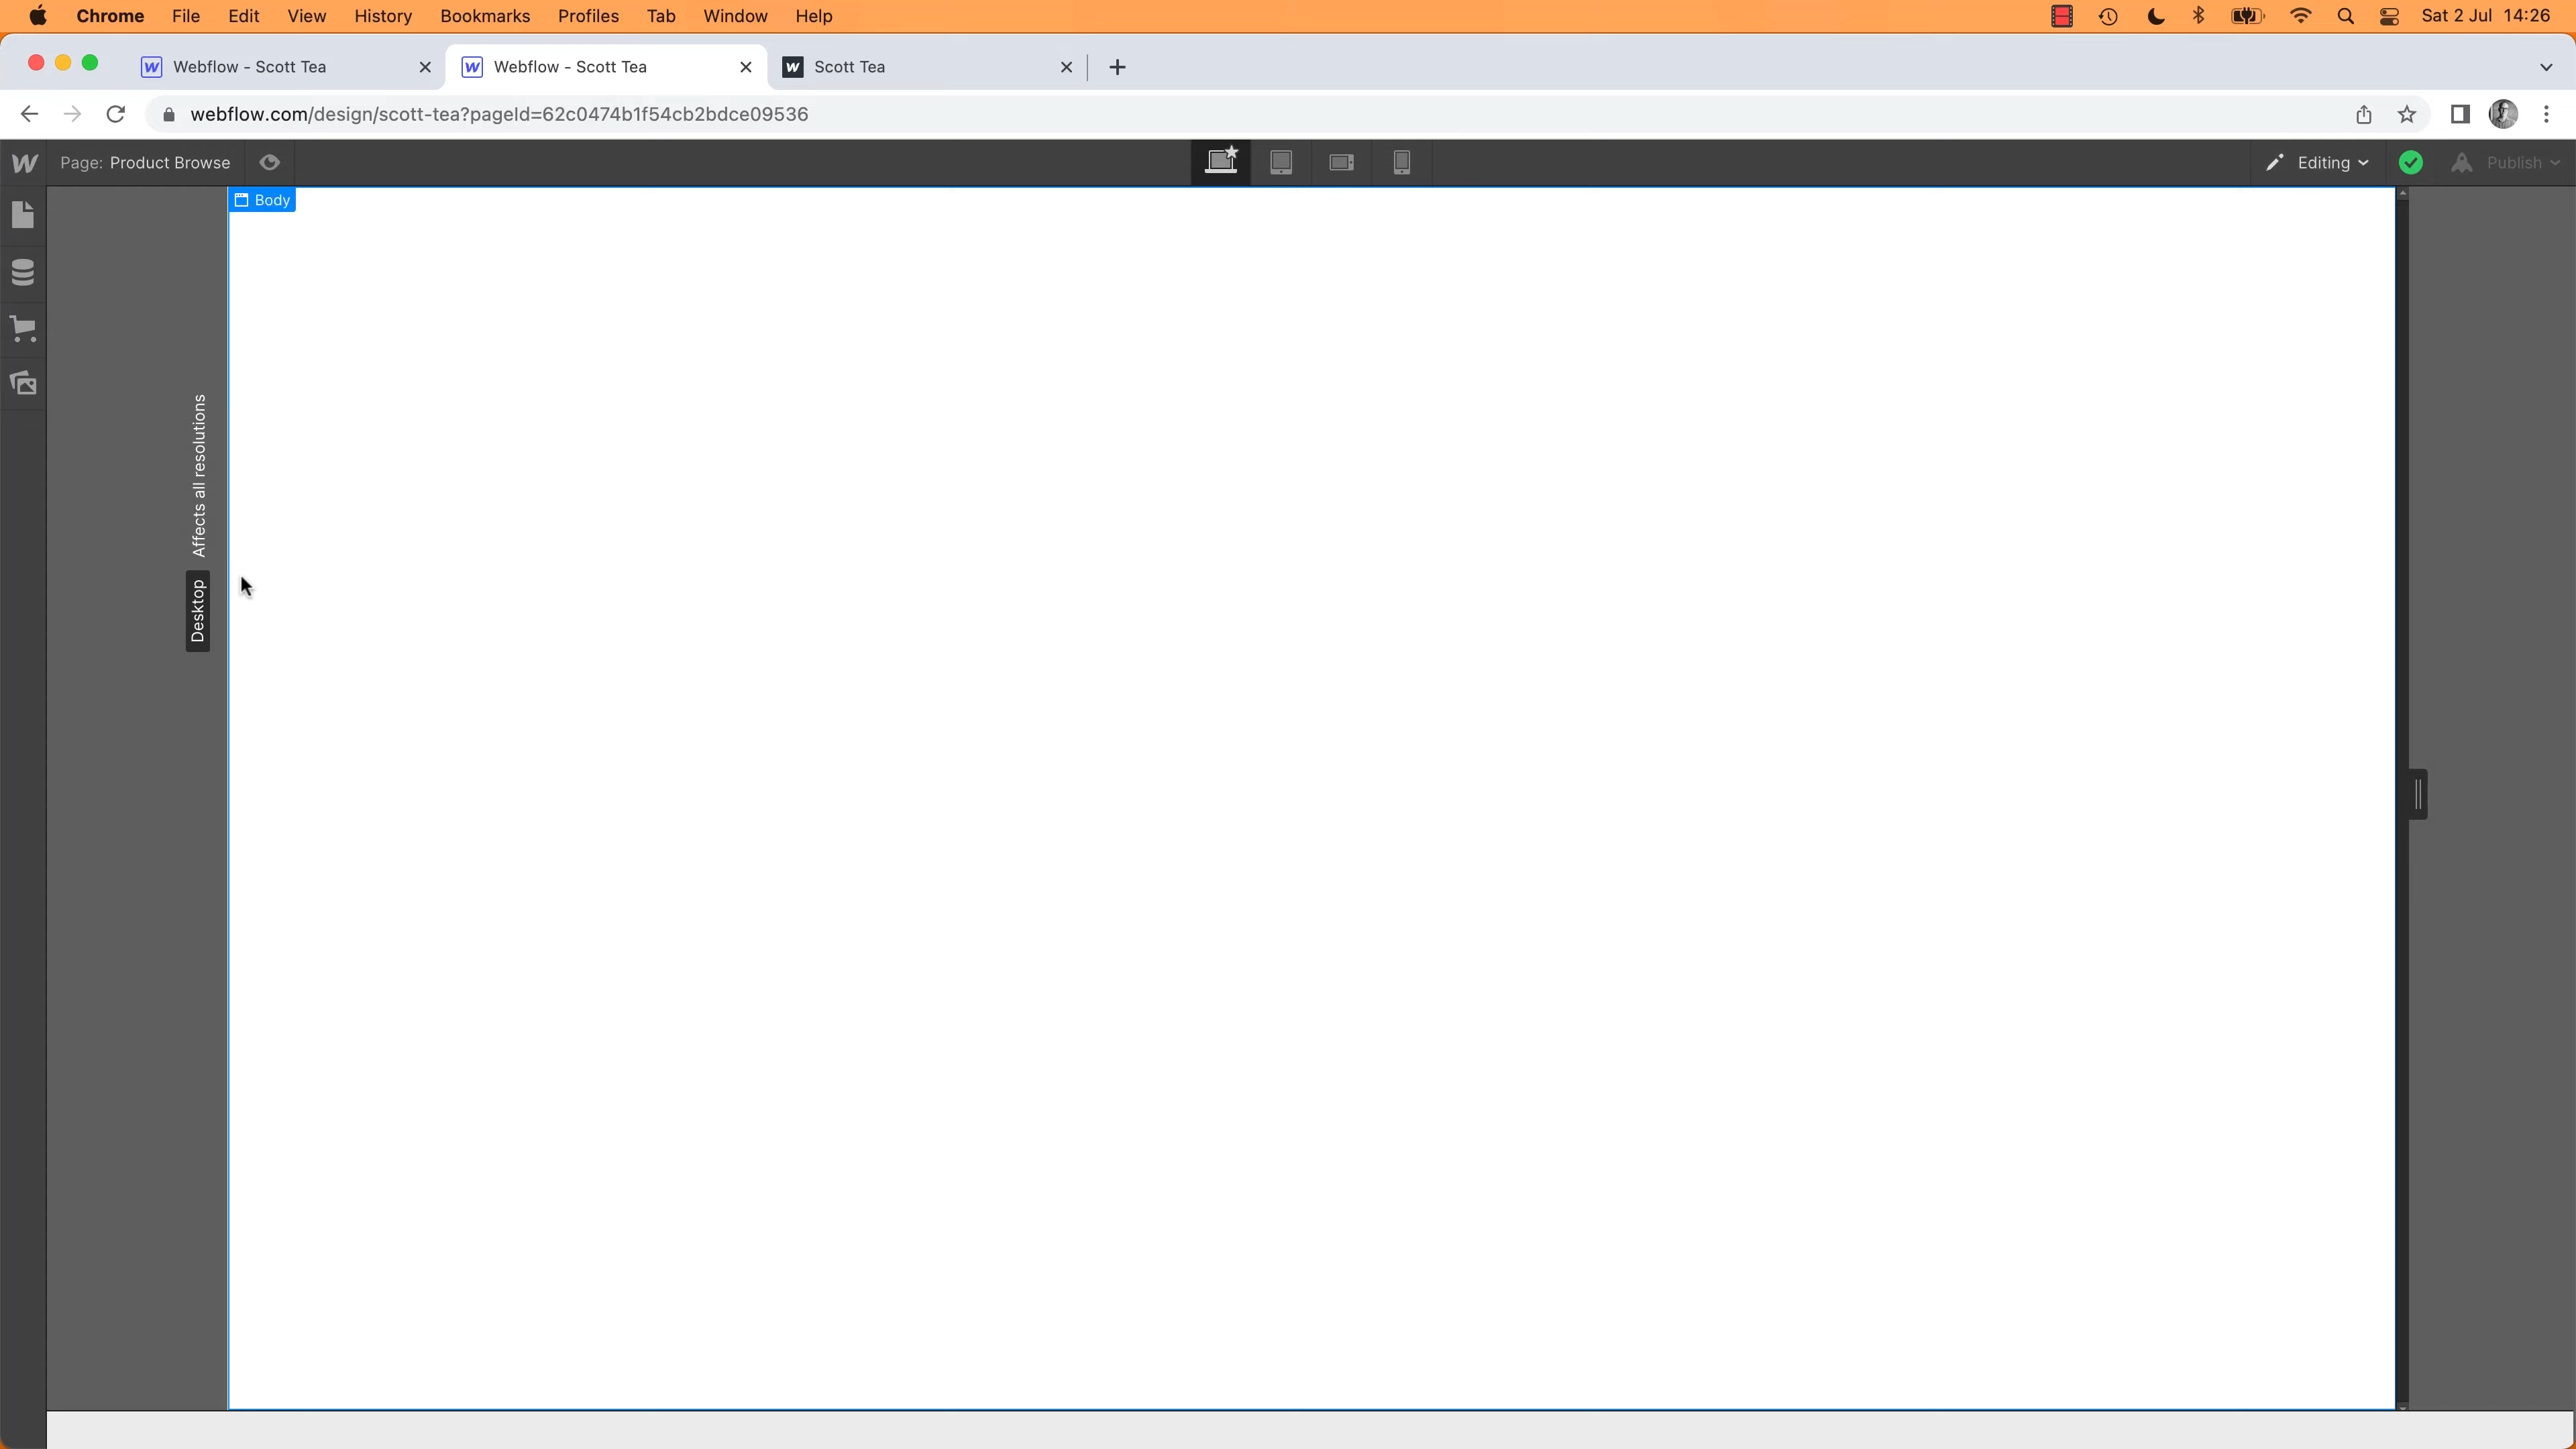 Chrome File Edit View History Bookmarks Profiles Tab Window Help Sat 2 Jul 14:26
Webflow - Scott Tea Webflow - Scott Tea Scott Tea
webflow.com/design/scott-tea?pageId=62c0474b1f54cb2bdce09536
Page: Product Browse Editing Publish
Body
Desktop Affects all resolutions